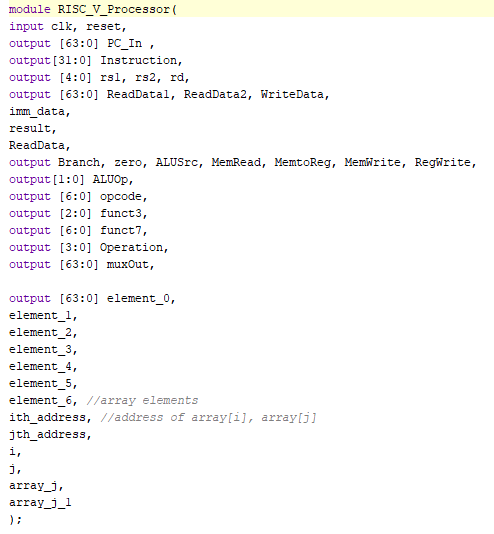 module RISC_V_Processor(
input clk, reset,
output [63:0] PC_In ,
output[31:0] Instruction,
output [4:0] rs1, rs2, rd,
output [63:0] ReadData1, ReadData2, WriteData,
imm_data,
result,
ReadData,
output Branch, zero, ALUSrc, MemRead, MemtoReg, MemWrite, RegWrite,
output[1:0] ALUOp,
output [6:0] opcode,
output [2:0] funct3,
output [6:0] funct7,
output [3:0] Operation,
output [63:0] muxOut,
output [63:0] element_0,
element_1,
element_2,
element_3,
element_4,
element_5,
element_6, //array elements
ith_address, //address of array[i], array[j]
jth_address,
i,
j,
array_j,
array_j_1
);